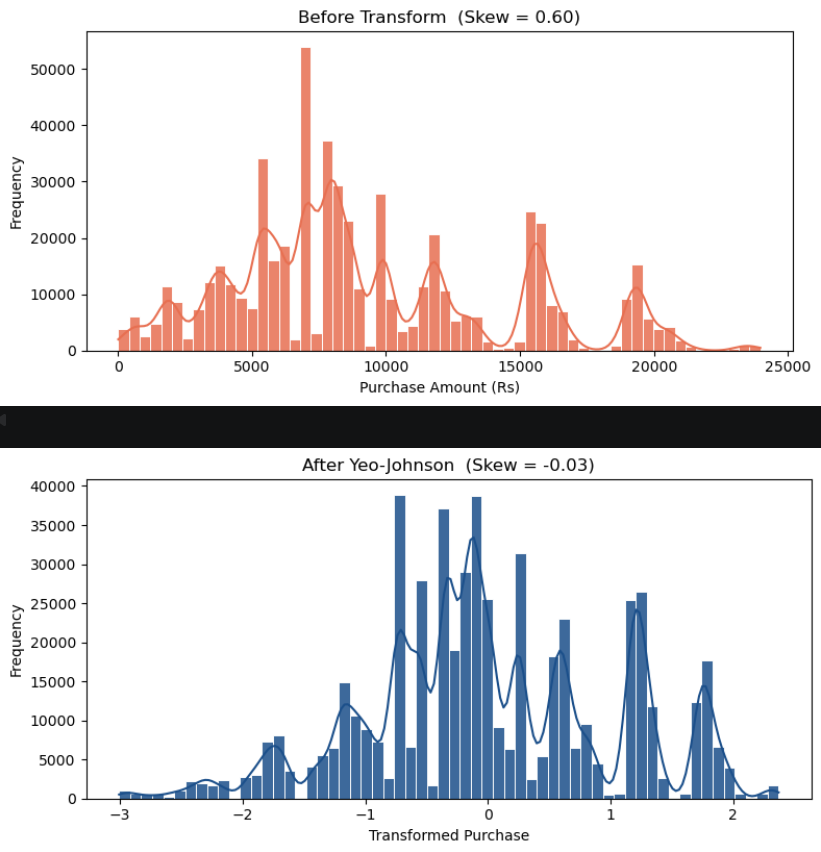 Before Transform (Skew = 0.60)
Frequency
50000
40000
30000
20000
10000
0
0 5000 10000 15000 20000 25000
Purchase Amount (Rs)
After Yeo-Johnson (Skew = -0.03)
Frequency
40000
35000
30000
25000
20000
15000
10000
5000
0
−3 −2 −1 0 1 2
Transformed Purchase